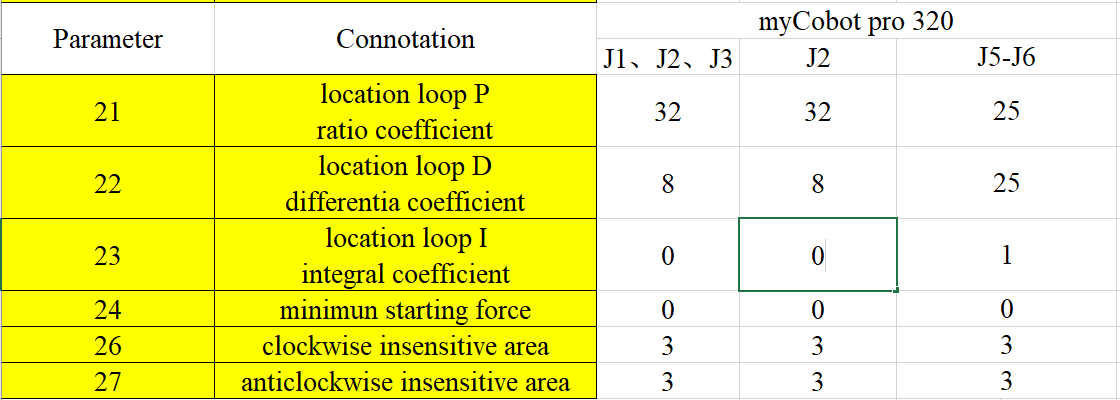 Parameter Connotation myCobot pro 320
J1、J2、J3 J2 J5-J6
21 location loop P
ratio coefficient 32 32 25
22 location loop D
differentia coefficient 8 8 25
23 location loop I
integral coefficient 0 0 1
24 minimun starting force 0 0 0
26 clockwise insensitive area 3 3 3
27 anticlockwise insensitive area 3 3 3